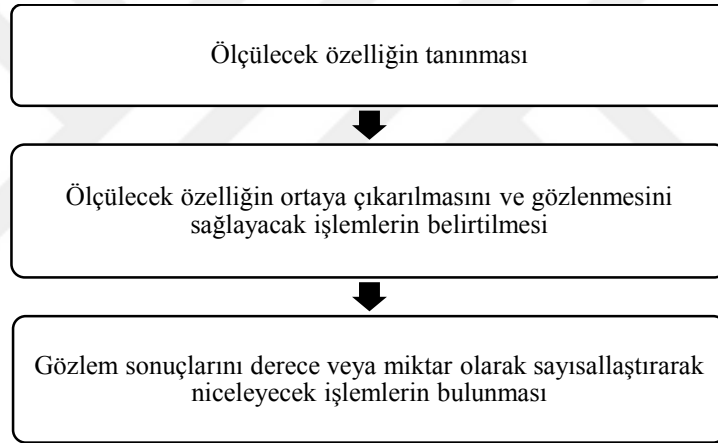 Ölçülecek özelliğin tanınması
Ölçülecek özelliğin ortaya çıkarılmasını ve gözlenmesini
sağlayacak işlemlerin belirtilmesi
Gözlem sonuçlarını derece veya miktar olarak sayısallaştırarak
niceleyecek işlemlerin bulunması